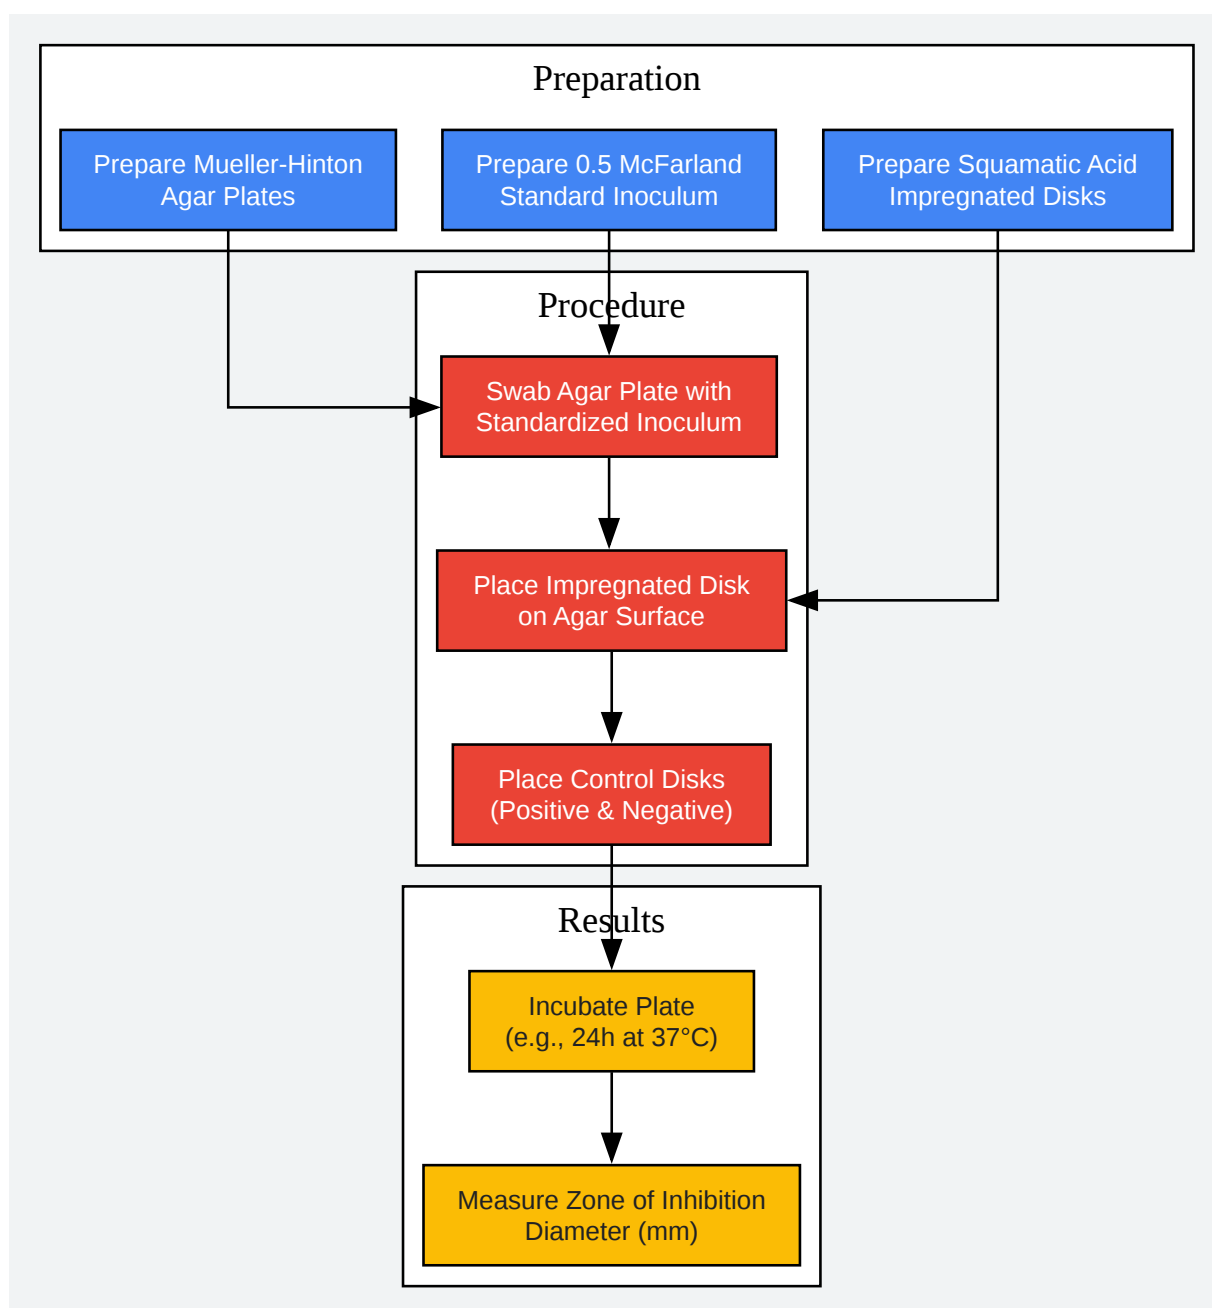 Preparation
Prepare Mueller-Hinton
Agar Plates
Prepare 0.5 McFarland
Standard Inoculum
Prepare Squamatic Acid
Impregnated Disks
Procedure
Swab Agar Plate with
Standardized Inoculum
Place Impregnated Disk
on Agar Surface
Place Control Disks
(Positive & Negative)
Results
Incubate Plate
(e.g., 24h at 37°C)
Measure Zone of Inhibition
Diameter (mm)